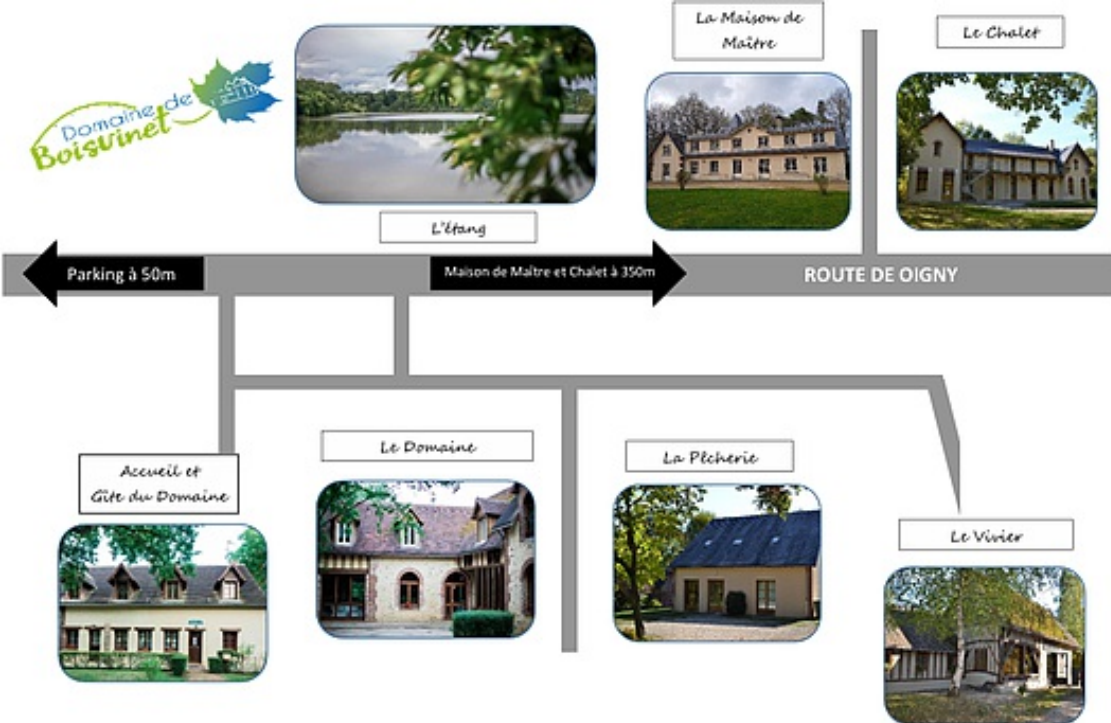 La Maison de
Maître
Le Chalet
Domaine de
Boisvinet
L'étang
Parking à 50m
Maison de Maître et Chalet à 350m
ROUTE DE OIGNY
Le Domaine
La Pêcherie
Accueil et
Gîte du Domaine
Le Vivier